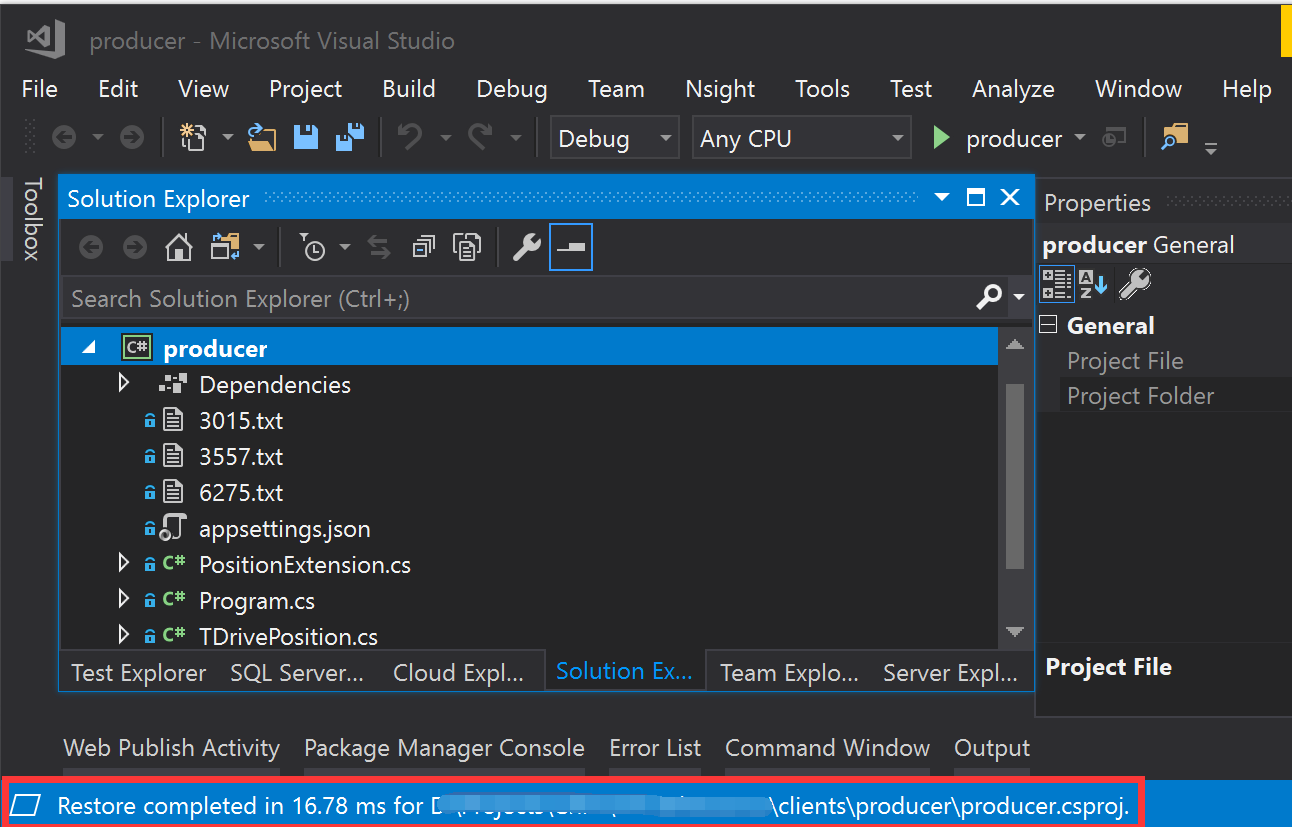 producer - Microsoft Visual Studio
File Edit View Project Build Debug Team Nsight Tools Test Analyze Window Help
Debug Any CPU producer
Toolbox
Solution Explorer
Search Solution Explorer (Ctrl+;)
C# producer
Dependencies
3015.txt
3557.txt
6275.txt
appsettings.json
C# PositionExtension.cs
C# Program.cs
C# TDrivePosition.cs
Test Explorer SQL Server... Cloud Expl... Solution Ex... Team Explo... Server Expl...
Properties
producer General
General
Project File
Project Folder
Project File
Web Publish Activity Package Manager Console Error List Command Window Output
Restore completed in 16.78 ms for \clients\producer\producer.csproj.